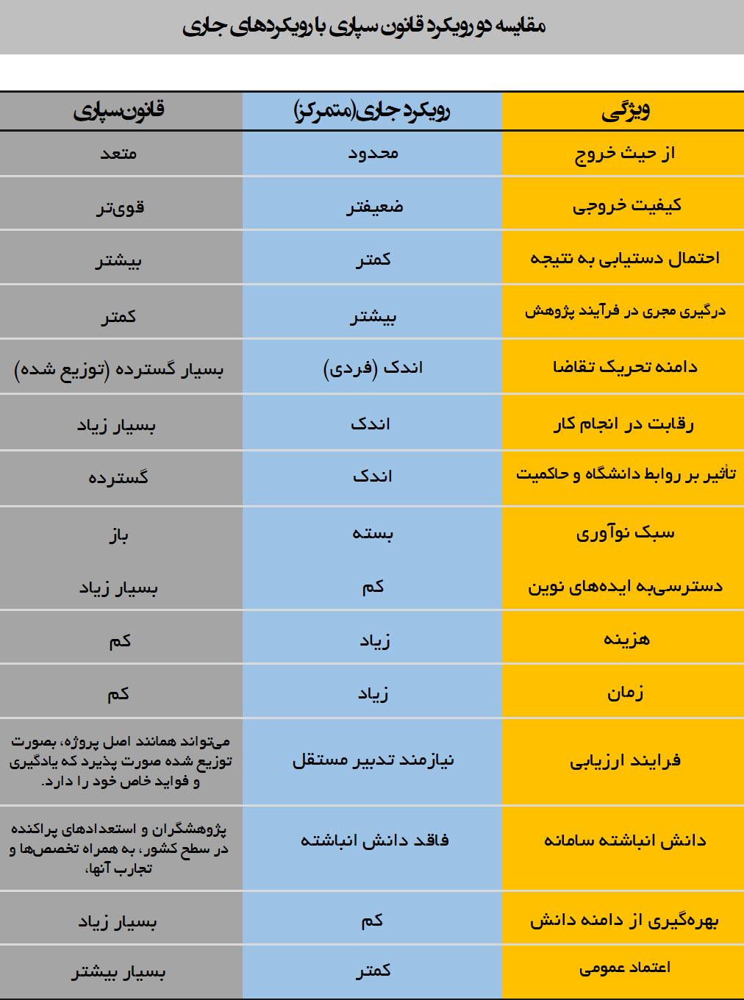 مقایسه دو رویکرد قانون سپاری با رویکردهای جاری
ویژگی رویکرد جاری(متمرکز) قانون‌سپاری
از حیث خروج محدود متعد
کیفیت خروجی ضعیفتر قوی‌تر
احتمال دستیابی به نتیجه کمتر بیشتر
درگیری مجری در فرآیند پژوهش بیشتر کمتر
دامنه تحریک تقاضا اندک (فردی) بسیار گسترده (توزیع شده)
رقابت در انجام کار اندک بسیار زیاد
تأثیر بر روابط دانشگاه و حاکمیت اندک گسترده
سبک نوآوری بسته باز
دسترسی‌به ایده‌های نوین کم بسیار زیاد
هزینه زیاد کم
زمان زیاد کم
فرایند ارزیابی نیازمند تدبیر مستقل
می‌تواند همانند اصل پروژه، بصورت
توزیع شده صورت پذیرد که یادگیری
و فواید خاص خود را دارد.
دانش انباشته سامانه فاقد دانش انباشته
پژوهشگران و استعدادهای پراکنده
در سطح کشور، به همراه تخصص‌ها و
تجارب آنها،
بهره‌گیری از دامنه دانش کم بسیار زیاد
اعتماد عمومی کمتر بسیار بیشتر